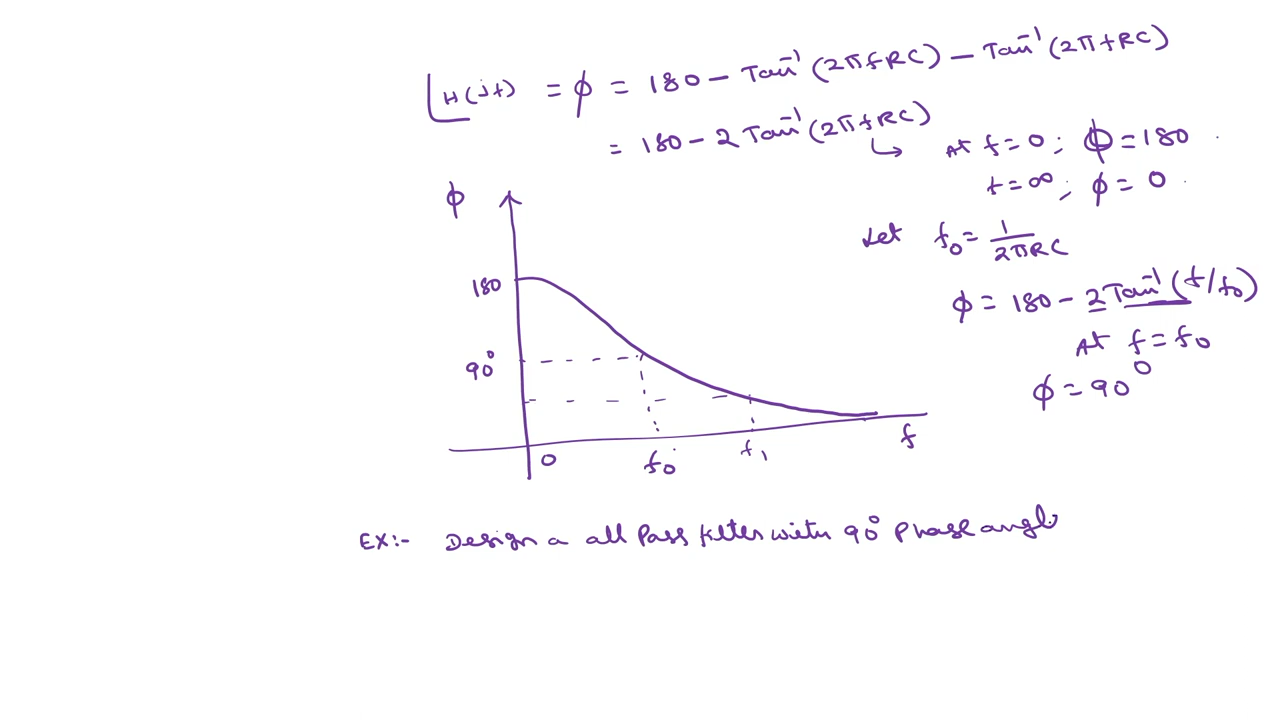 ∠H(jf) = ϕ = 180 - Tan⁻¹(2πfRC) - Tan⁻¹(2πfRC)
= 180 - 2 Tan⁻¹(2πfRC)
↳ At f=0; ϕ=180
f=∞; ϕ=0
Let f₀ = 1/2πRC
ϕ = 180 - 2Tan⁻¹(f/f₀)
At f=f₀
ϕ = 90°
ϕ
180
90°
0 f₀ f₁ f
EX:- Design a all Pass filter with 90° Phase angle